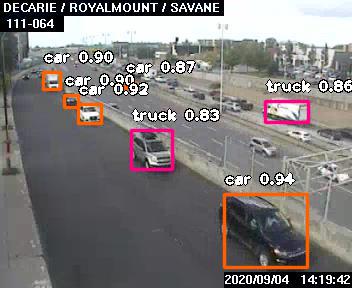 DECARIE / ROYALMOUNT / SAVANE
111-064
car 0.90
car 0.87
car 0.90
car 0.92
truck 0.86
truck 0.83
car 0.94
2020/09/04 14:19:42